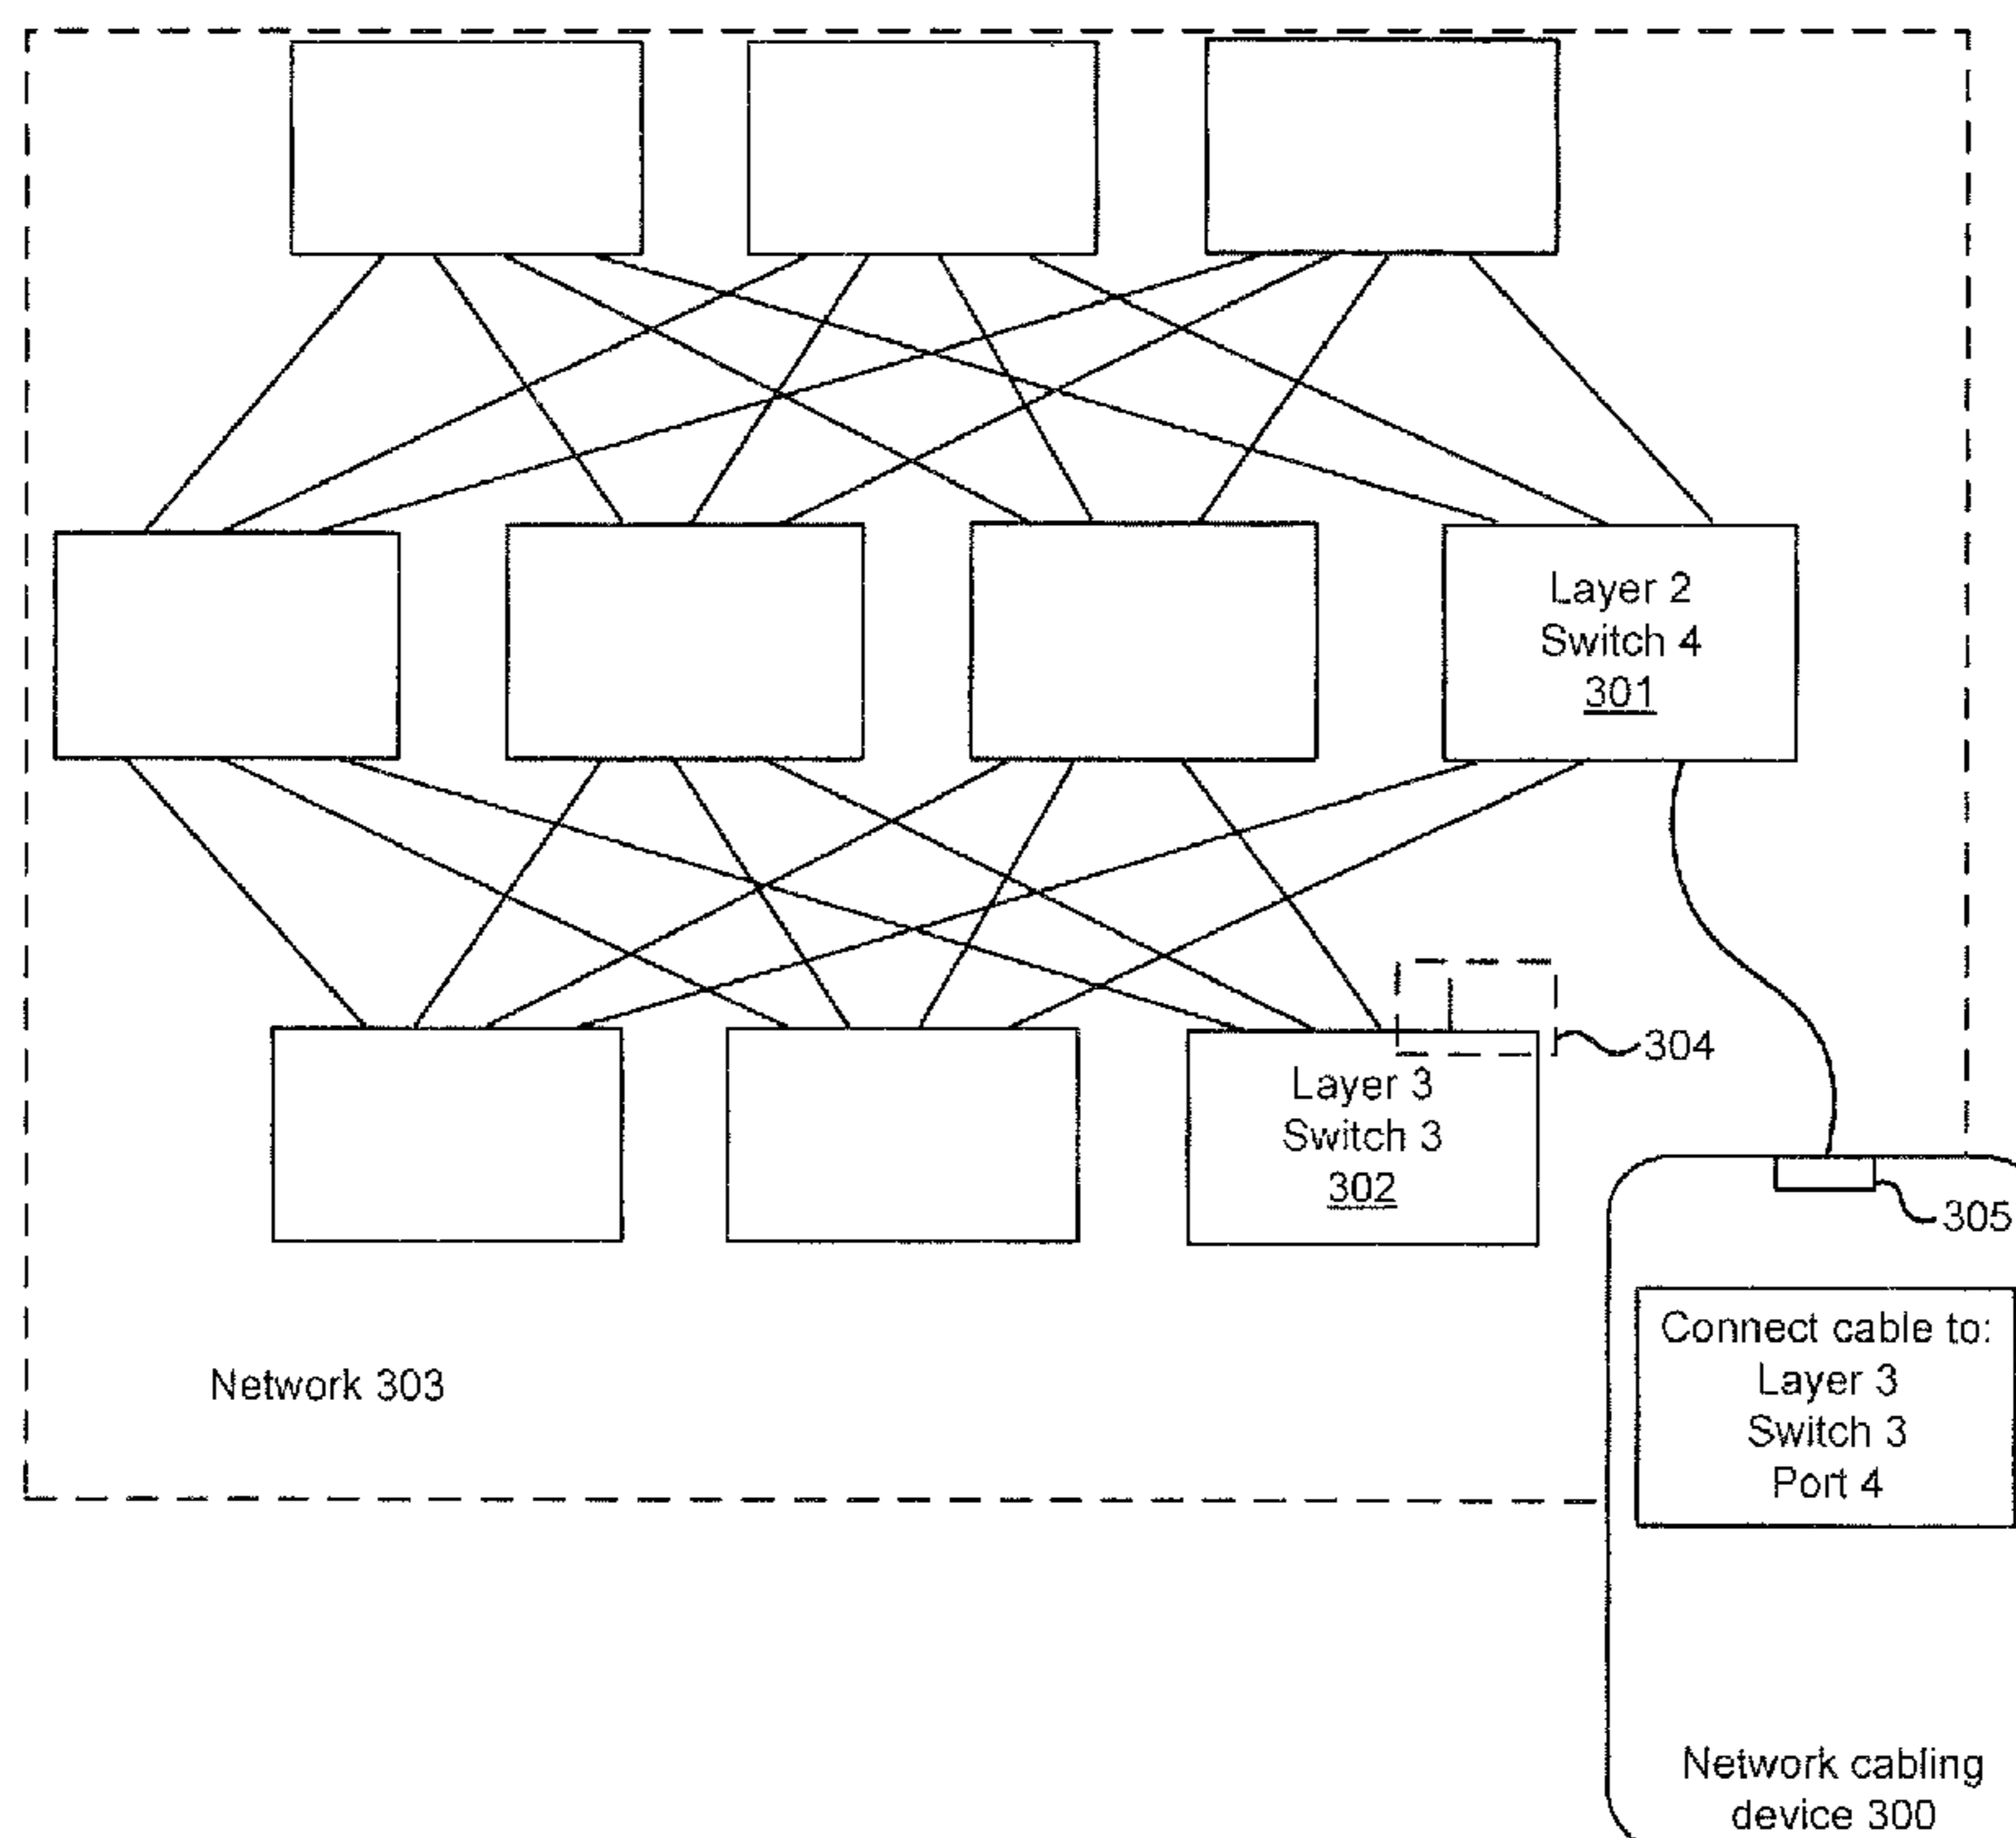 Layer 2
Switch 4
301
304
Layer 3
Switch 3
302
305
Connect cable to:
Layer 3
Switch 3
Port 4
Network 303
Network cabling
device 300